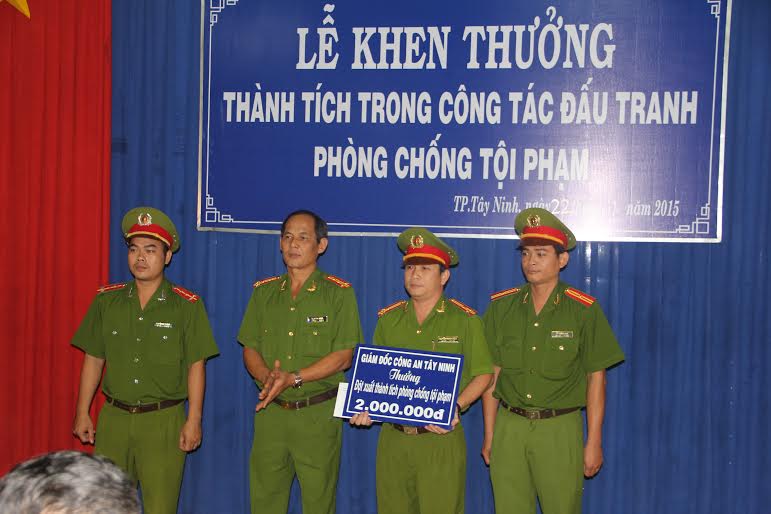 LỄ KHEN THƯỞNG
THÀNH TÍCH TRONG CÔNG TÁC ĐẤU TRANH
PHÒNG CHỐNG TỘI PHẠM
TP.Tây Ninh, ngày 22 năm 2015
GIÁM ĐỐC CÔNG AN TÂY NINH
Thưởng
Đột xuất thành tích phòng chống tội phạm
2.000.000đ